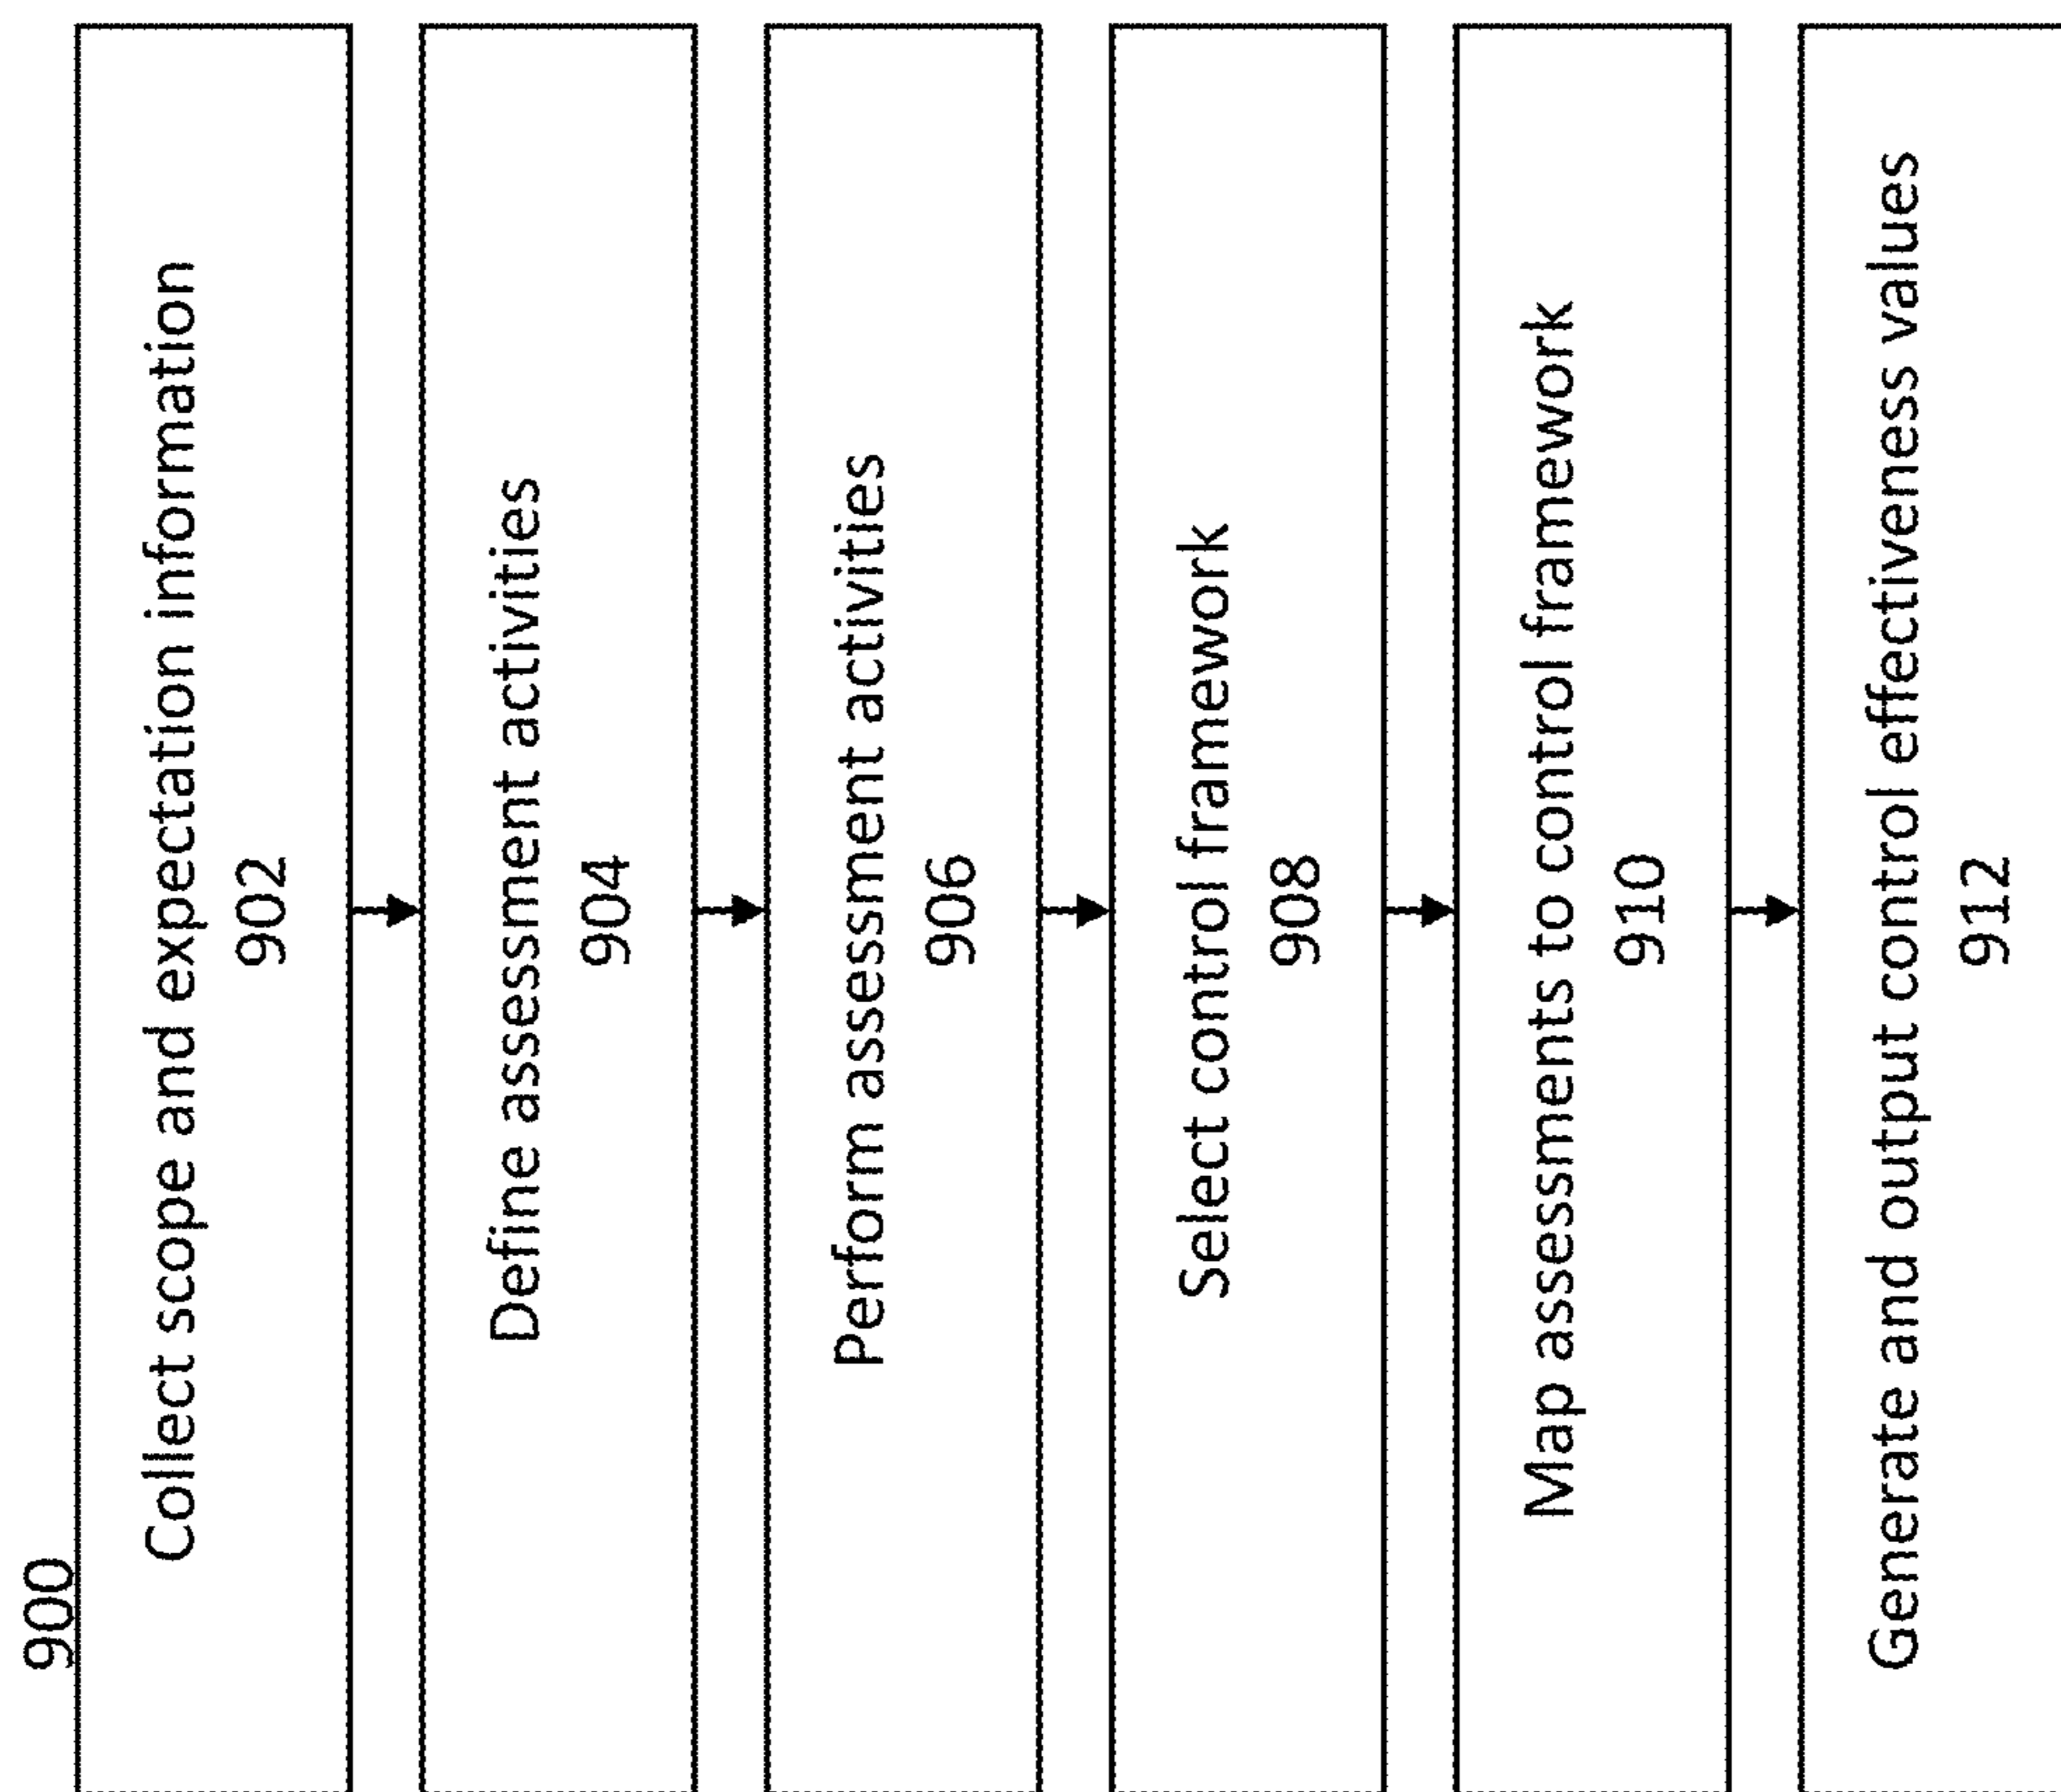 900
Collect scope and expectation information
902
Define assessment activities
904
Perform assessment activities
906
Select control framework
908
Map assessments to control framework
910
Generate and output control effectiveness values
912